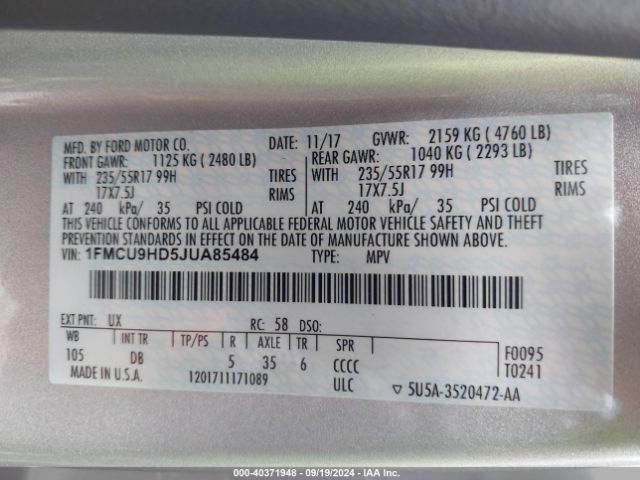 MFD. BY FORD MOTOR CO. DATE: 11/17 GVWR: 2159 KG ( 4760 LB)
FRONT GAWR: 1125 KG ( 2480 LB) REAR GAWR: 1040 KG ( 2293 LB)
WITH 235/55R17 99H TIRES WITH 235/55R17 99H TIRES
17X7.5J RIMS 17X7.5J RIMS
AT 240 kPa/ 35 PSI COLD AT 240 kPa/ 35 PSI COLD
THIS VEHICLE CONFORMS TO ALL APPLICABLE FEDERAL MOTOR VEHICLE SAFETY AND THEFT
PREVENTION STANDARDS IN EFFECT ON THE DATE OF MANUFACTURE SHOWN ABOVE.
VIN: 1FMCU9HD5JUA85484 TYPE: MPV
EXT PNT: UX RC: 58 DSO:
WB INT TR TP/PS R AXLE TR SPR F0095
105 DB 5 35 6 CCCC T0241
MADE IN U.S.A. 1201711171089 ULC ▽ 5U5A-3520472-AA
000-40371948 - 09/19/2024 - IAA Inc.